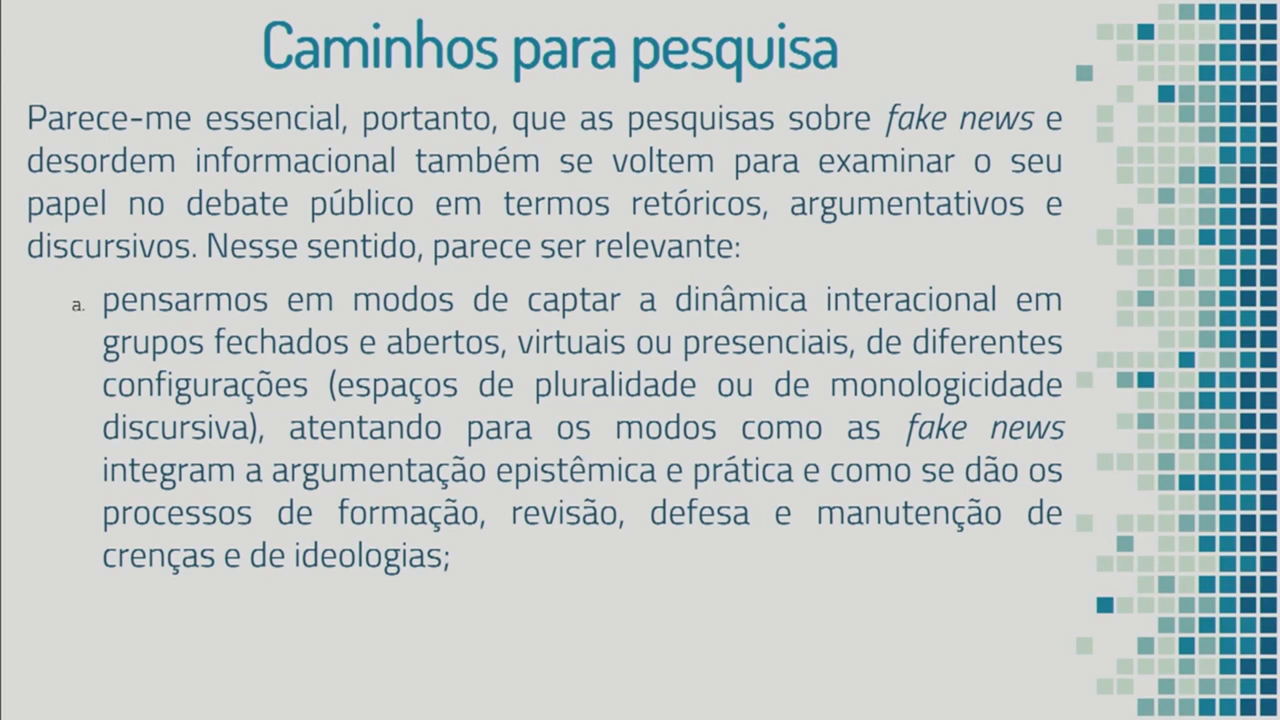 Caminhos para pesquisa
Parece-me essencial, portanto, que as pesquisas sobre fake news e
desordem informacional também se voltem para examinar o seu
papel no debate público em termos retóricos, argumentativos e
discursivos. Nesse sentido, parece ser relevante:
a. pensarmos em modos de captar a dinâmica interacional em
grupos fechados e abertos, virtuais ou presenciais, de diferentes
configurações (espaços de pluralidade ou de monologicidade
discursiva), atentando para os modos como as fake news
integram a argumentação epistêmica e prática e como se dão os
processos de formação, revisão, defesa e manutenção de
crenças e de ideologias;